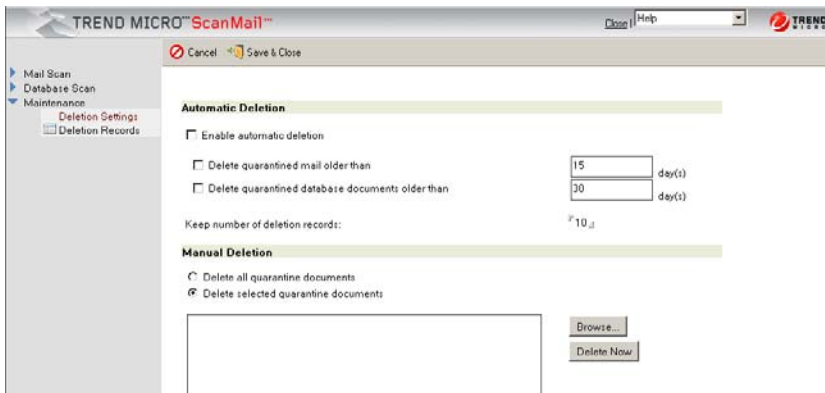 TREND MICRO™ ScanMail™
Close | Help
TREND
MICRO
Cancel Save & Close
Mail Scan
Database Scan
Maintenance
Deletion Settings
Deletion Records
Automatic Deletion
Enable automatic deletion
Delete quarantined mail older than 15 day(s)
Delete quarantined database documents older than 30 day(s)
Keep number of deletion records: 10
Manual Deletion
Delete all quarantine documents
Delete selected quarantine documents
Browse...
Delete Now